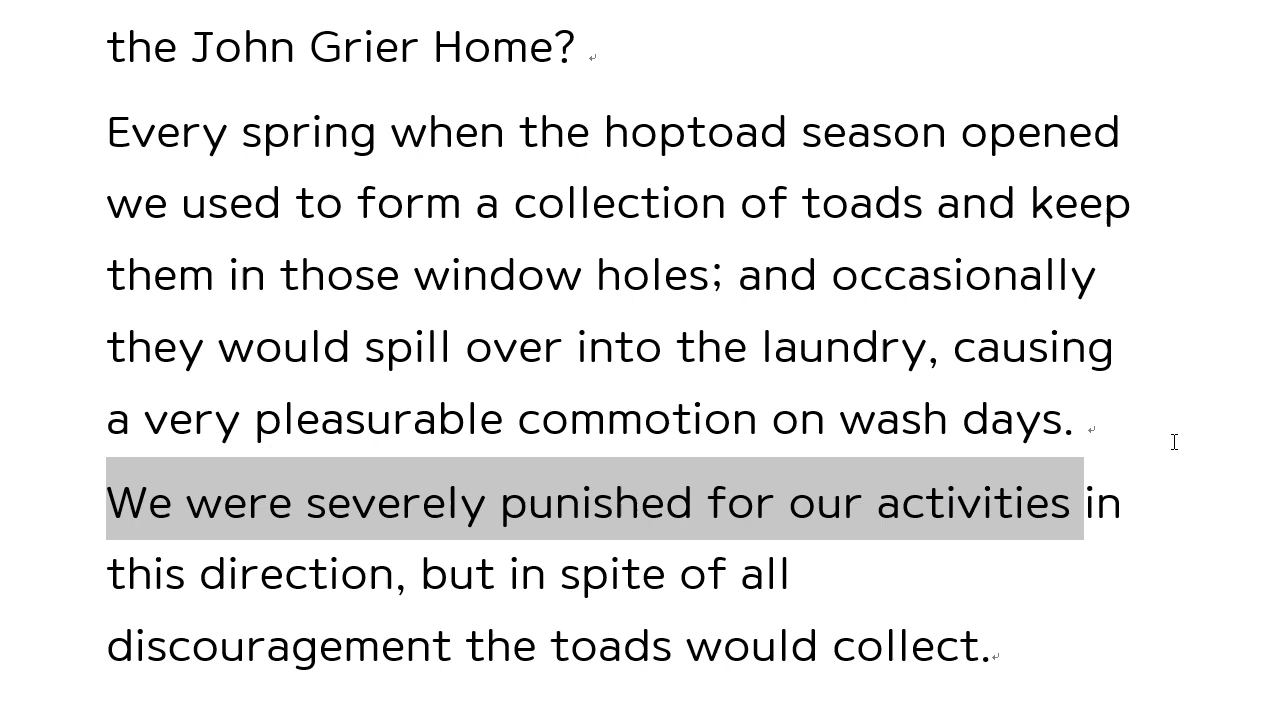 the John Grier Home?
Every spring when the hoptoad season opened
we used to form a collection of toads and keep
them in those window holes; and occasionally
they would spill over into the laundry, causing
a very pleasurable commotion on wash days.
We were severely punished for our activities in
this direction, but in spite of all
discouragement the toads would collect.